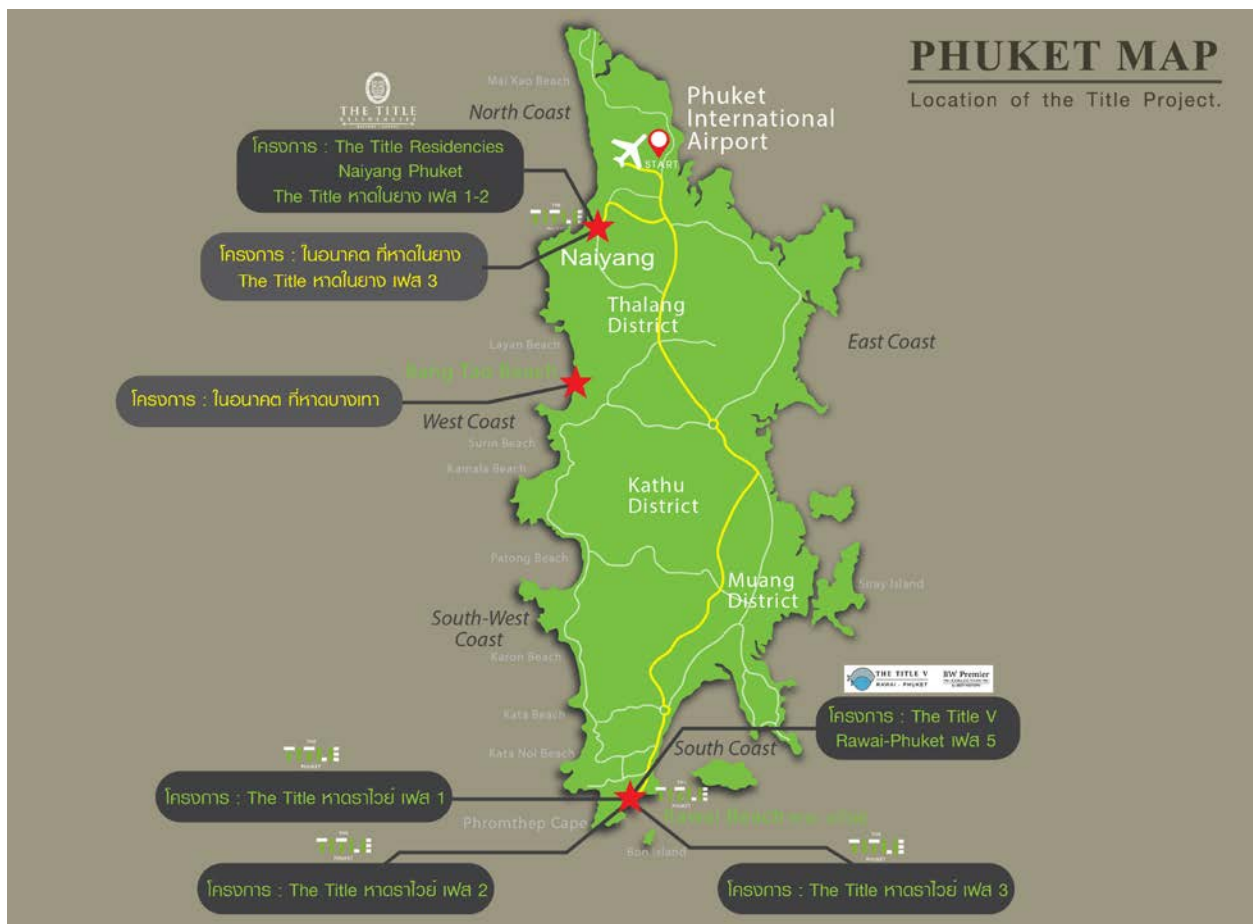 PHUKET MAP
Location of the Title Project.
Mai Kao Beach
North Coast
Phuket
International
Airport
START
THE TITLE
RESIDENCIES
โครงการ : The Title Residencies
Naiyang Phuket
The Title หาดในยาง เฟส 1-2
โครงการ : ในอนาคต ที่หาดในยาง
The Title หาดในยาง เฟส 3
Naiyang
Thalang
District
East Coast
Layan Beach
Bang Tao Beach
โครงการ : ในอนาคต ที่หาดบางเทา
West Coast
Surin Beach
Kamala Beach
Kathu
District
Patong Beach
Muang
District
Siray Island
South-West
Coast
Karon Beach
THE TITLE V
RAWAI - PHUKET
BW Premier
โครงการ : The Title V
Rawai-Phuket เฟส 5
Kata Beach
South Coast
Kata Noi Beach
PHUKET
โครงการ : The Title หาดราไวย์ เฟส 1
Rawai Beach
Phromthep Cape
Bon Island
โครงการ : The Title หาดราไวย์ เฟส 2
โครงการ : The Title หาดราไวย์ เฟส 3